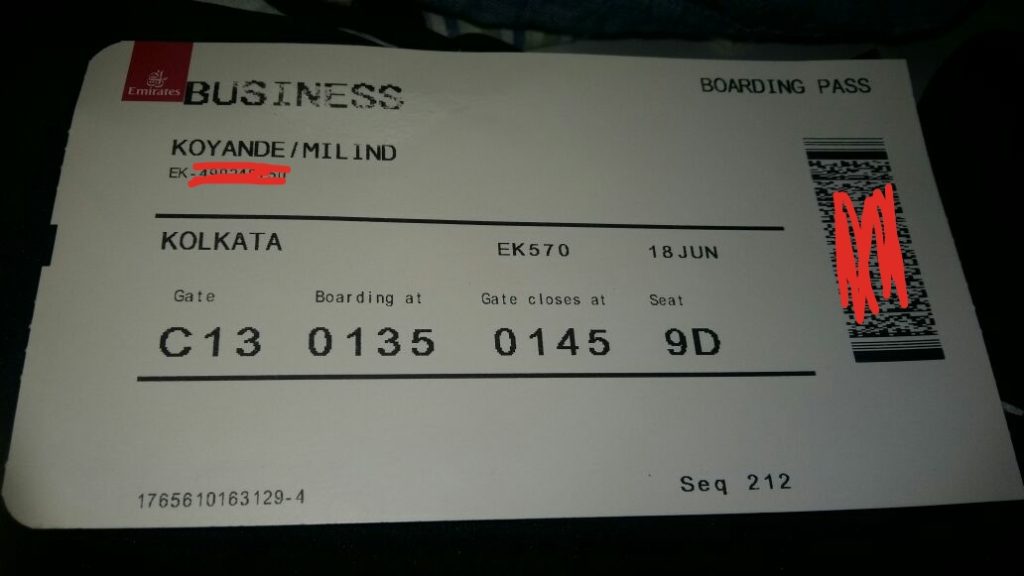 Emirates
BUSINESS
BOARDING PASS
KOYANDE/MILIND
EK-
KOLKATA EK570 18JUN
Gate Boarding at Gate closes at Seat
C13 0135 0145 9D
Seq 212
1765610163129-4